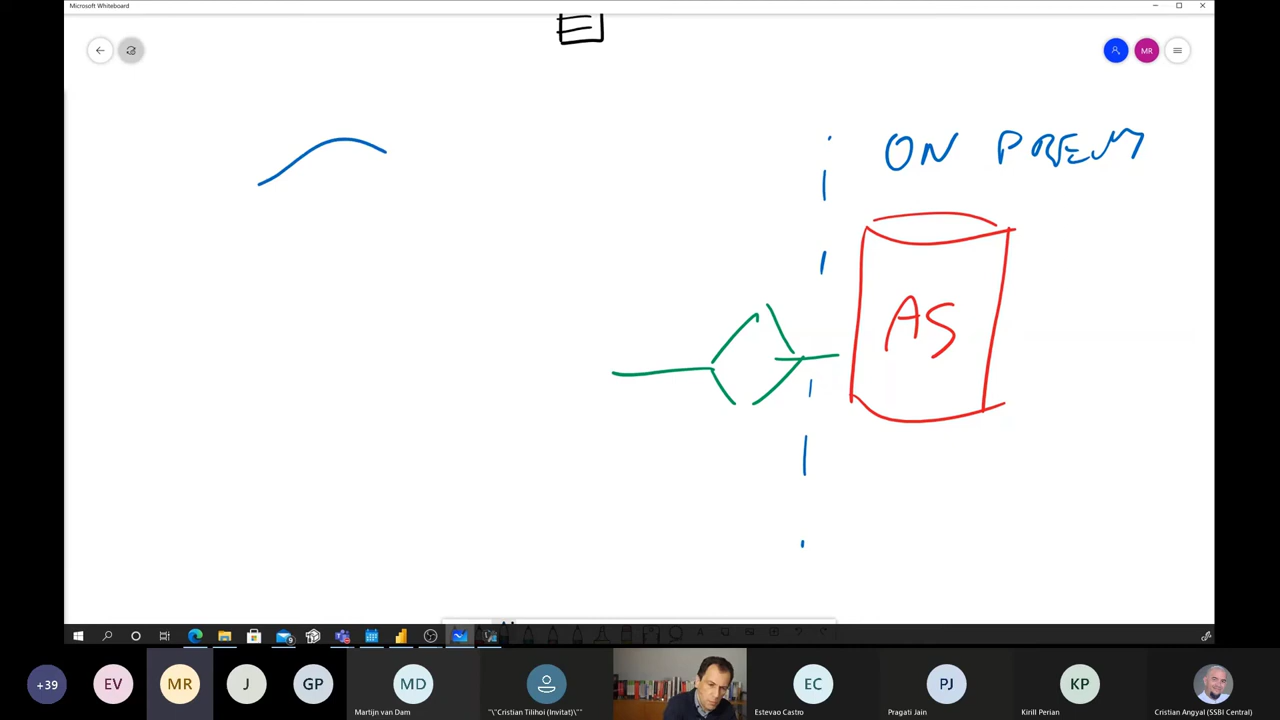 Microsoft Whiteboard
MR
ON PREM
AS
9
+39
EV
MR
J
GP
MD
Martijn van Dam
"\"Cristian Tilihoi (Invitat)\""
EC
Estevao Castro
PJ
Pragati Jain
KP
Kirill Perian
Cristian Angyal (SSBI Central)